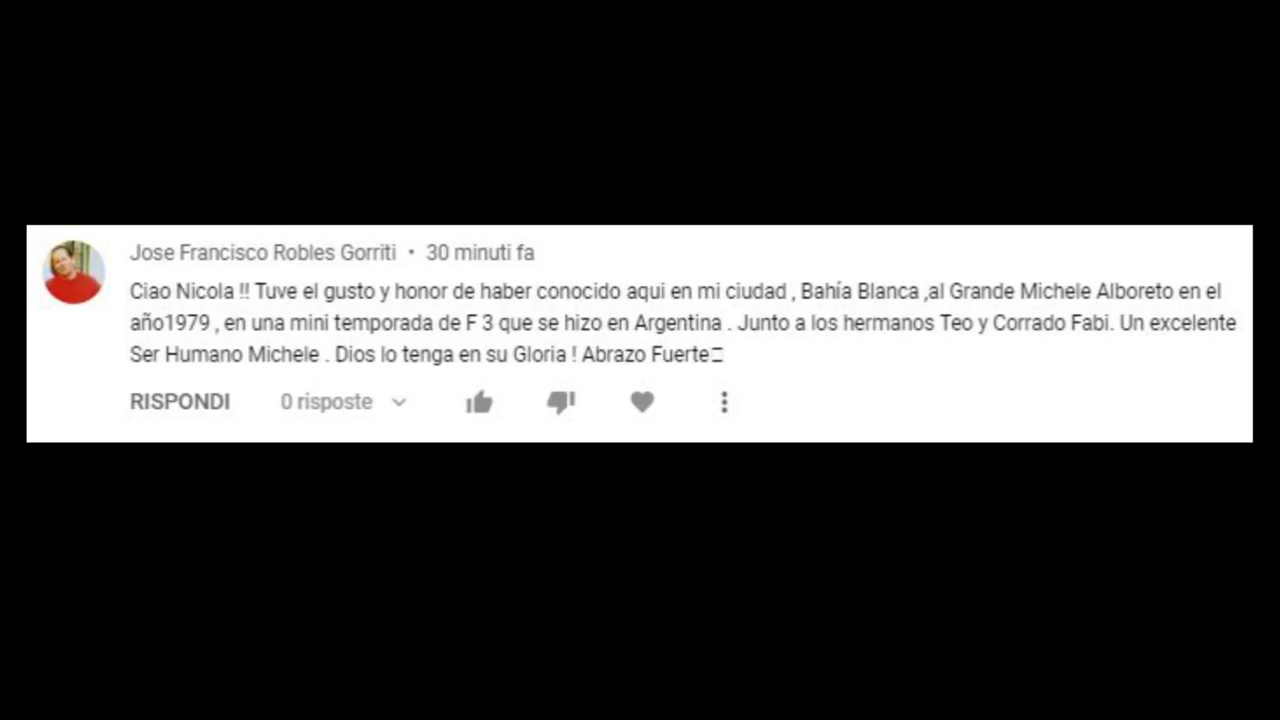 Jose Francisco Robles Gorriti • 30 minuti fa
Ciao Nicola !! Tuve el gusto y honor de haber conocido aqui en mi ciudad , Bahía Blanca ,al Grande Michele Alboreto en el
año1979 , en una mini temporada de F 3 que se hizo en Argentina . Junto a los hermanos Teo y Corrado Fabi. Un excelente
Ser Humano Michele . Dios lo tenga en su Gloria ! Abrazo Fuerte
RISPONDI 0 risposte